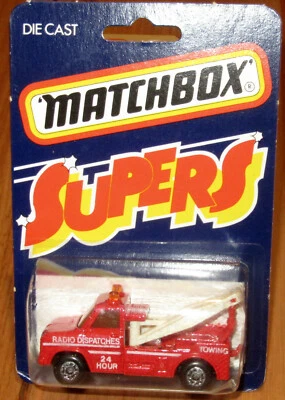 DIE CAST
"MATCHBOX"
®
SUPERS
RADIO DISPATCHES
24
HOUR
TOWING